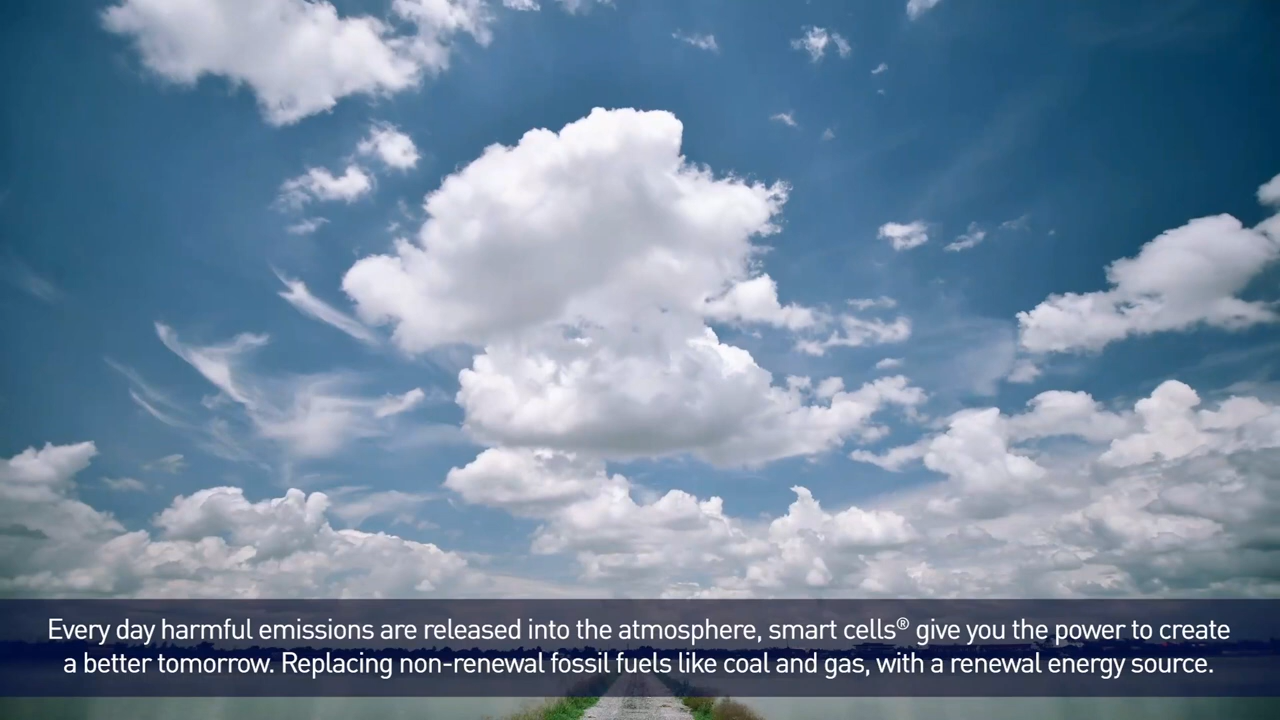 Every day harmful emissions are released into the atmosphere, smart cells® give you the power to create
a better tomorrow. Replacing non-renewal fossil fuels like coal and gas, with a renewal energy source.